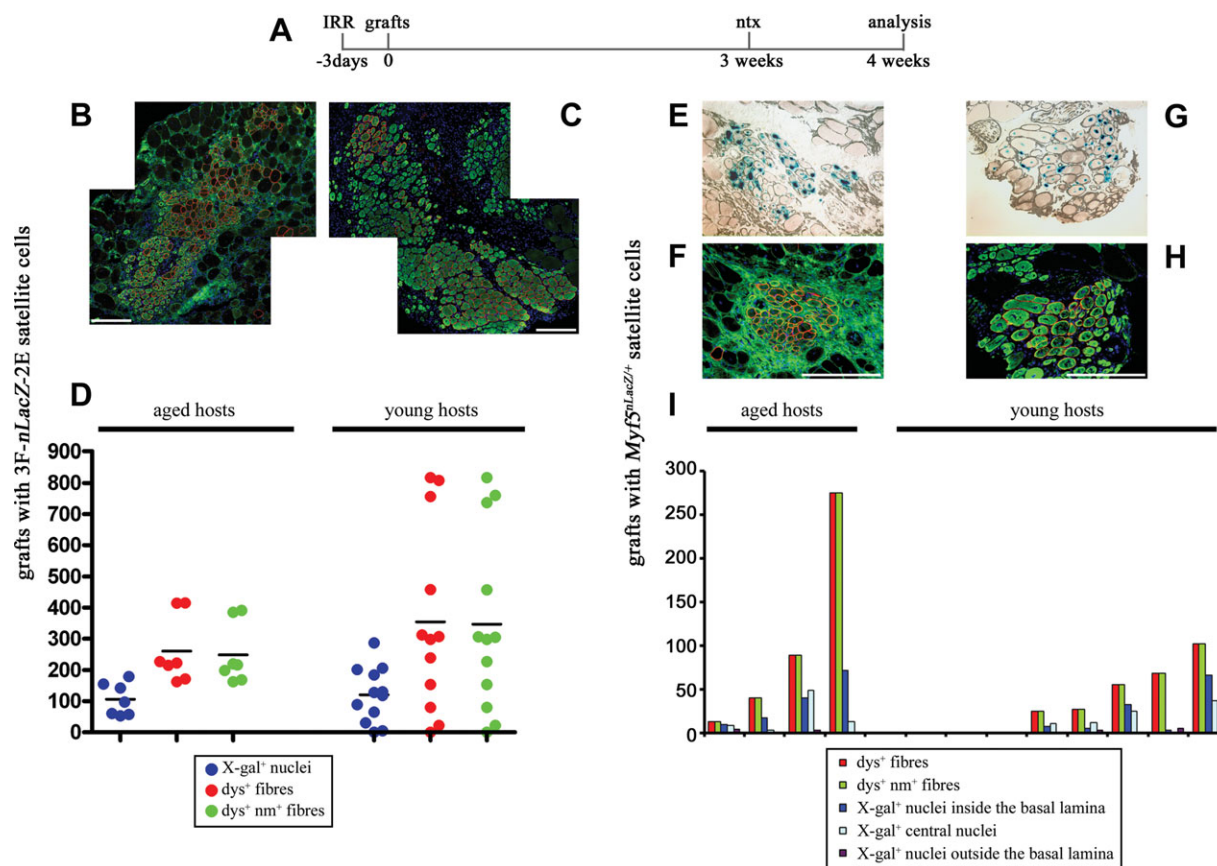 A
IRR grafts ntx analysis
-3days 0 3 weeks 4 weeks
B
C
E
G
F
H
grafts with 3F-nLacZ-2E satellite cells
D
aged hosts young hosts
900
800
700
600
500
400
300
200
100
0
X-gal+ nuclei
dys+ fibres
dys+ nm+ fibres
grafts with Myf5nLacZ/+ satellite cells
I
aged hosts young hosts
300
250
200
150
100
50
0
dys+ fibres
dys+ nm+ fibres
X-gal+ nuclei inside the basal lamina
X-gal+ central nuclei
X-gal+ nuclei outside the basal lamina